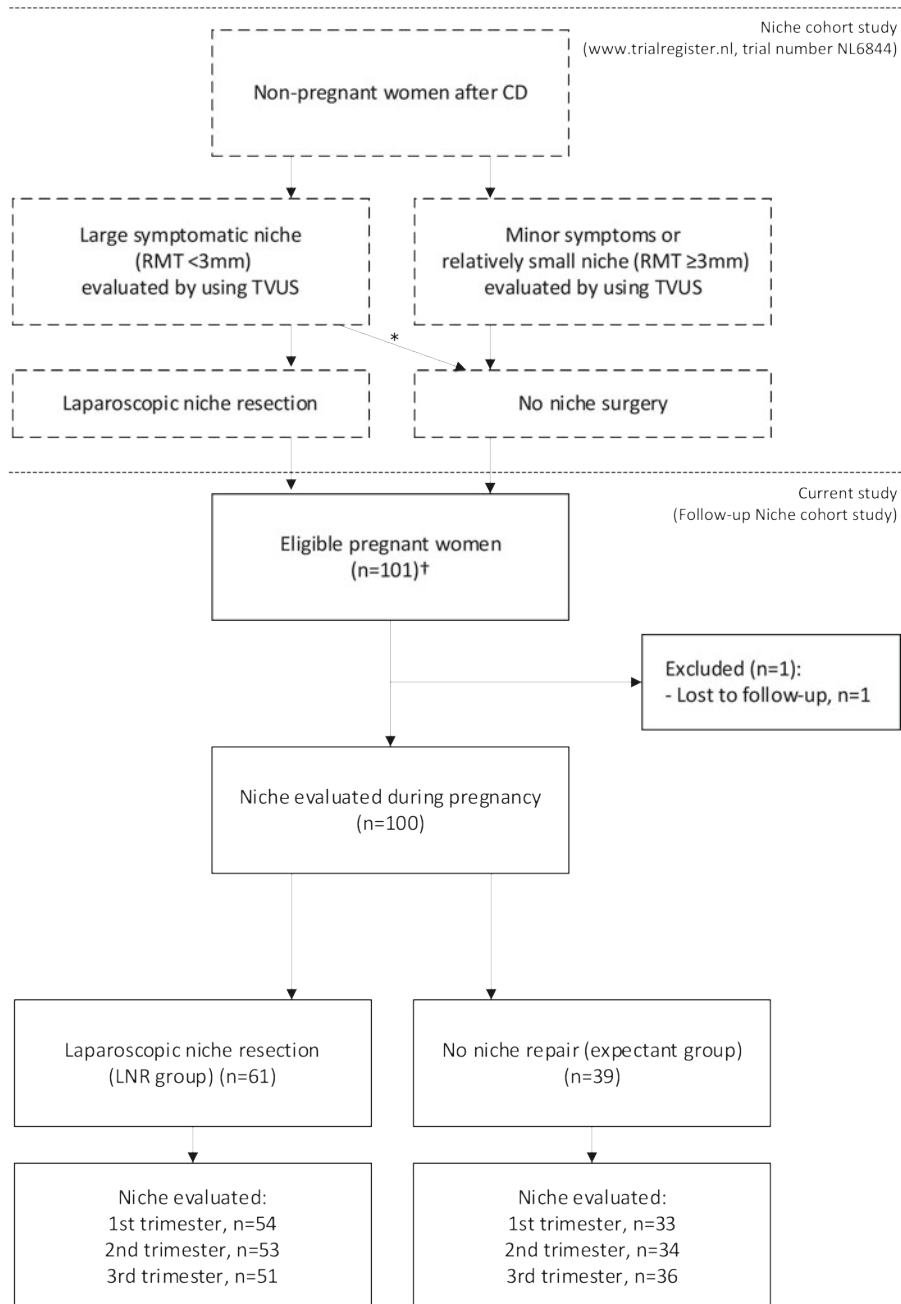 Niche cohort study
(www.trialregister.nl, trial number NL6844)
Non-pregnant women after CD
Large symptomatic niche
(RMT <3mm)
evaluated by using TVUS
Minor symptoms or
relatively small niche (RMT ≥3mm)
evaluated by using TVUS
*
Laparoscopic niche resection
No niche surgery
Current study
(Follow-up Niche cohort study)
Eligible pregnant women
(n=101)†
Excluded (n=1):
- Lost to follow-up, n=1
Niche evaluated during pregnancy
(n=100)
Laparoscopic niche resection
(LNR group) (n=61)
No niche repair (expectant group)
(n=39)
Niche evaluated:
1st trimester, n=54
2nd trimester, n=53
3rd trimester, n=51
Niche evaluated:
1st trimester, n=33
2nd trimester, n=34
3rd trimester, n=36